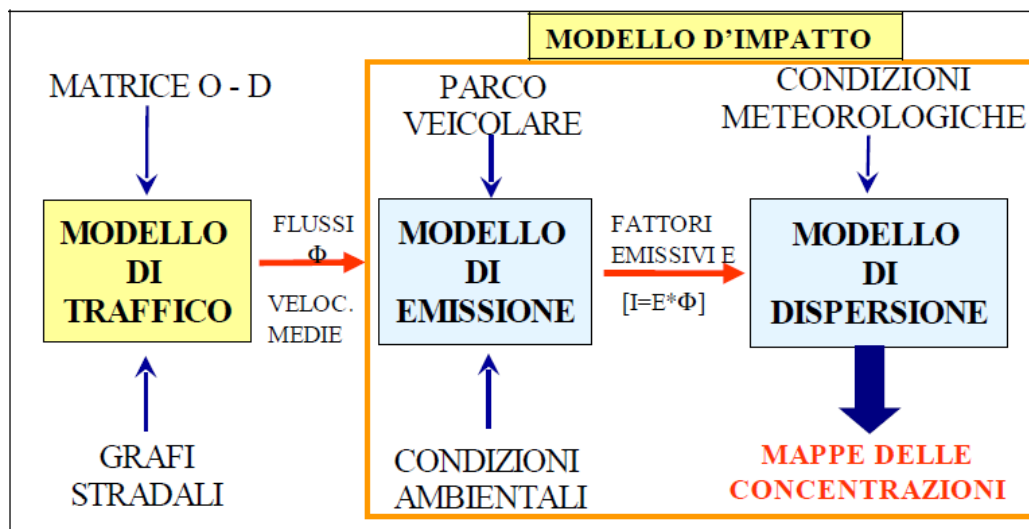 MODELLO D'IMPATTO
MATRICE O - D
PARCO
VEICOLARE
CONDIZIONI
METEOROLOGICHE
MODELLO
DI
TRAFFICO
FLUSSI
Φ
VELOC.
MEDIE
MODELLO
DI
EMISSIONE
FATTORI
EMISSIVI E
[I=E*Φ]
MODELLO
DI
DISPERSIONE
GRAFI
STRADALI
CONDIZIONI
AMBIENTALI
MAPPE DELLE
CONCENTRAZIONI